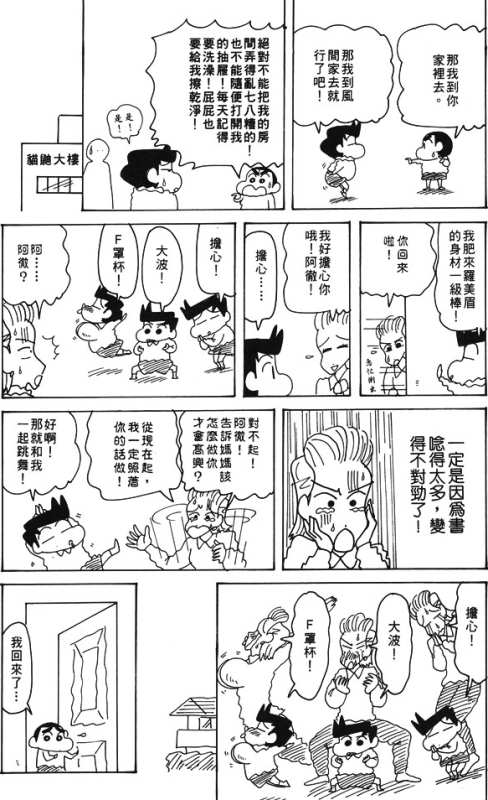 那我到你
家裡去。
那我到風
間家去就
行了吧！
絕對不能把我的房
間弄得亂七八糟的！
也不能隨便打開我
的抽屜！每天記得
要洗澡！屁屁也
要給我擦乾淨！
是！
是！
貓鼬大樓
我肥來羅美眉
的身材一級棒！
你回來
啦！
我好擔心你
哦！阿徹！
擔心…
擔心！
大波！
F罩杯！
阿……
阿徹？
一定是因為書
唸得太多，變
得不對勁了！
對不起！
阿徹！
告訴媽媽該
怎麼做你
才會高興？
從現在起，
我一定照著
你的話做！
好啊！
那就和我
一起跳舞！
擔心！
大波！
F罩杯！
我回來了…